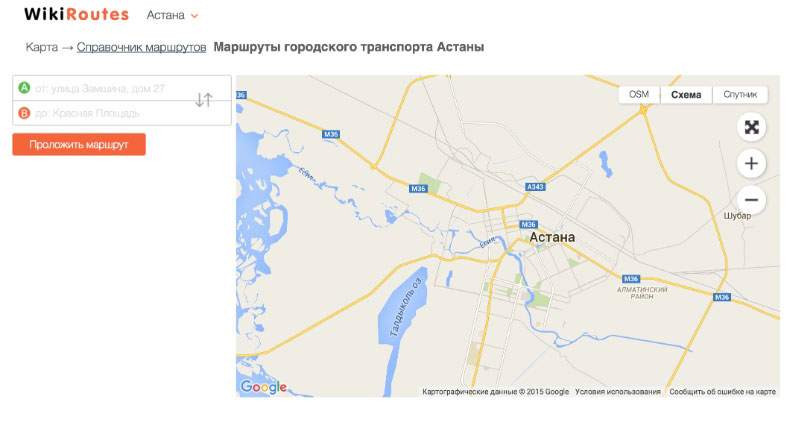 WikiRoutes Астана
Карта → Справочник маршрутов Маршруты городского транспорта Астаны
A от: улица Замшина, дом 27
B до: Красная Площадь
Проложить маршрут
OSM Схема Спутник
36
M36
M36
A343
Есиль
Шубар
M36
Астана
Есиль
M36
АЛМАТИНСКИЙ
РАЙОН
M36
Талдыколь оз.
Google
Картографические данные © 2015 Google Условия использования Сообщить об ошибке на карте